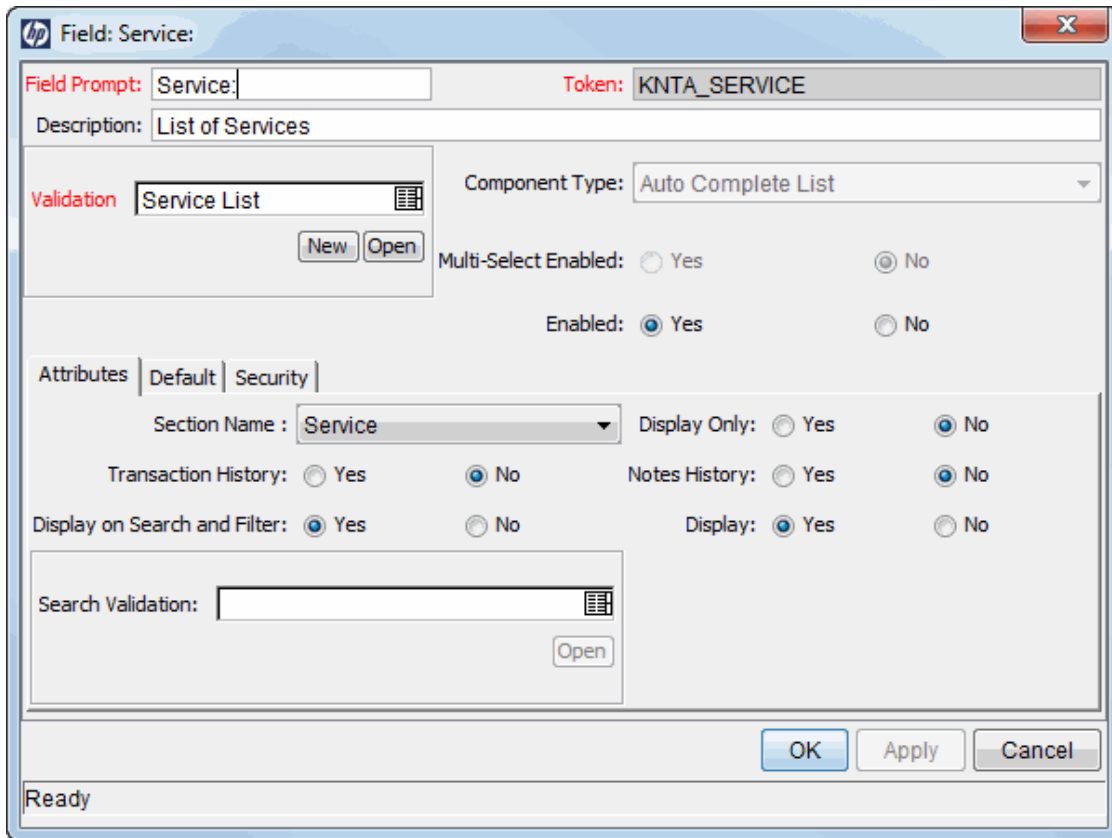 hp Field: Service:
Field Prompt: Service: Token: KNTA_SERVICE
Description: List of Services
Validation Service List Component Type: Auto Complete List
New Open Multi-Select Enabled: Yes No
Enabled: Yes No
Attributes Default Security
Section Name : Service Display Only: Yes No
Transaction History: Yes No Notes History: Yes No
Display on Search and Filter: Yes No Display: Yes No
Search Validation:
Open
OK Apply Cancel
Ready